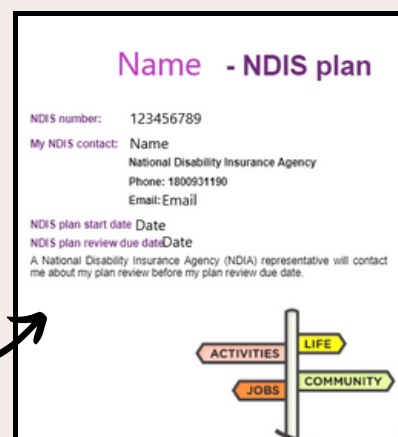 Name - NDIS plan
NDIS number: 123456789
My NDIS contact: Name
National Disability Insurance Agency
Phone: 1800931190
Email: Email
NDIS plan start date Date
NDIS plan review due date Date
A National Disability Insurance Agency (NDIA) representative will contact
me about my plan review before my plan review due date.
LIFE
ACTIVITIES
COMMUNITY
JOBS